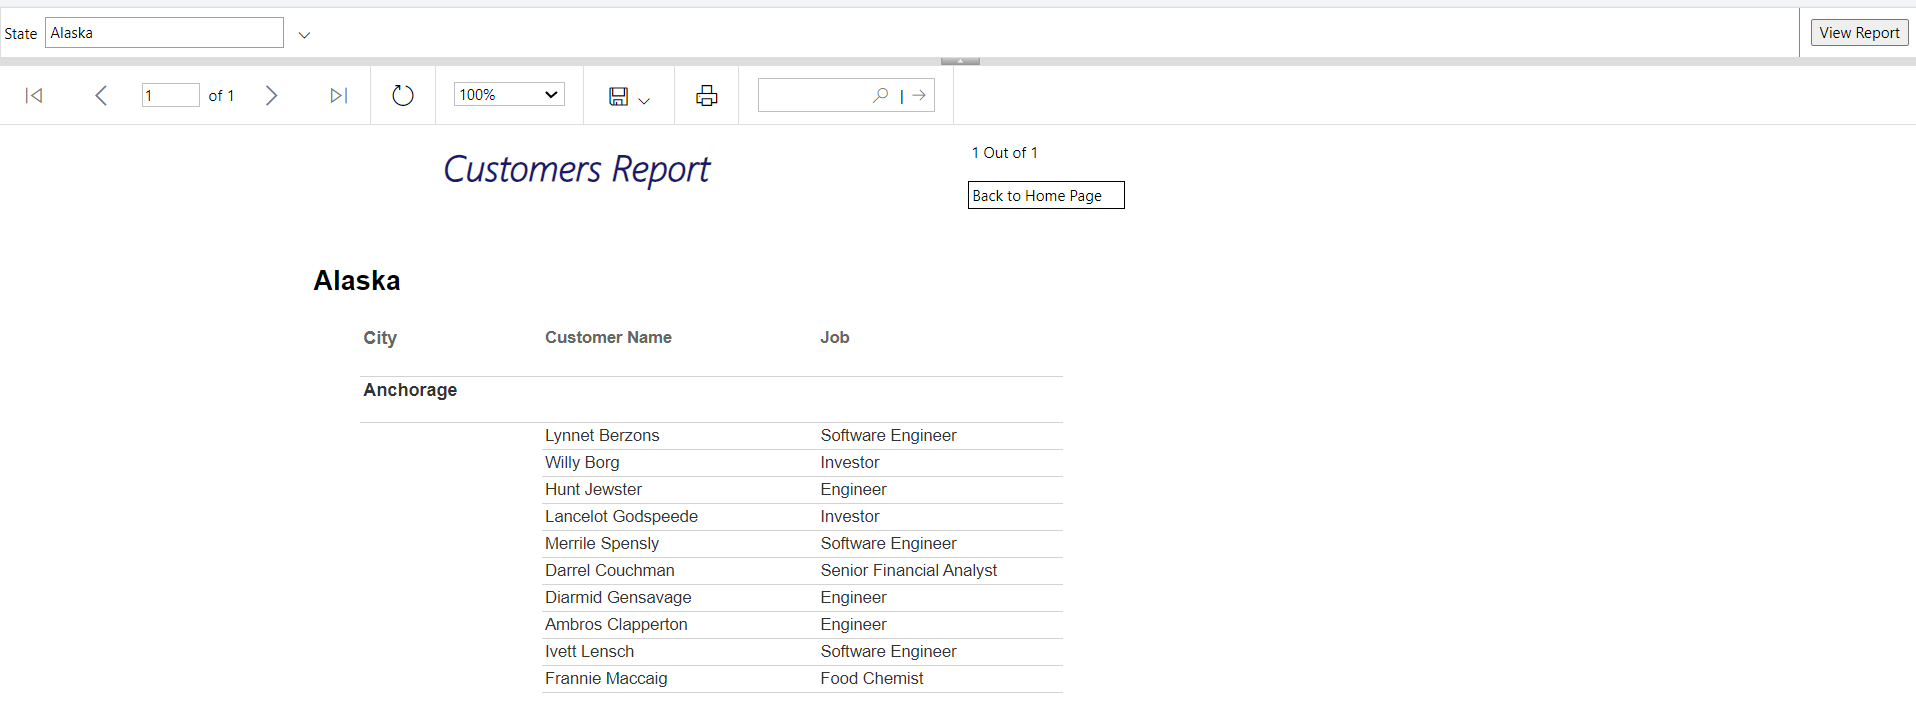 State Alaska View Report
1 of 1 100% |
Customers Report
1 Out of 1
Back to Home Page
Alaska
City Customer Name Job
Anchorage
Lynnet Berzons Software Engineer
Willy Borg Investor
Hunt Jewster Engineer
Lancelot Godspeede Investor
Merrile Spensly Software Engineer
Darrel Couchman Senior Financial Analyst
Diarmid Gensavage Engineer
Ambros Clapperton Engineer
Ivett Lensch Software Engineer
Frannie Maccaig Food Chemist